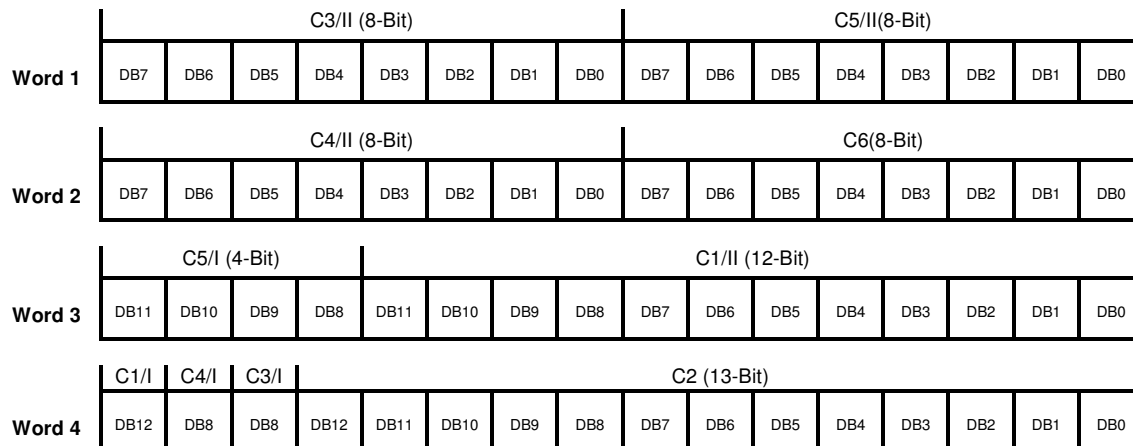 C3/II (8-Bit) C5/II(8-Bit)
Word 1 DB7 DB6 DB5 DB4 DB3 DB2 DB1 DB0 DB7 DB6 DB5 DB4 DB3 DB2 DB1 DB0
C4/II (8-Bit) C6(8-Bit)
Word 2 DB7 DB6 DB5 DB4 DB3 DB2 DB1 DB0 DB7 DB6 DB5 DB4 DB3 DB2 DB1 DB0
C5/I (4-Bit) C1/II (12-Bit)
Word 3 DB11 DB10 DB9 DB8 DB11 DB10 DB9 DB8 DB7 DB6 DB5 DB4 DB3 DB2 DB1 DB0
C1/I C4/I C3/I C2 (13-Bit)
Word 4 DB12 DB8 DB8 DB12 DB11 DB10 DB9 DB8 DB7 DB6 DB5 DB4 DB3 DB2 DB1 DB0